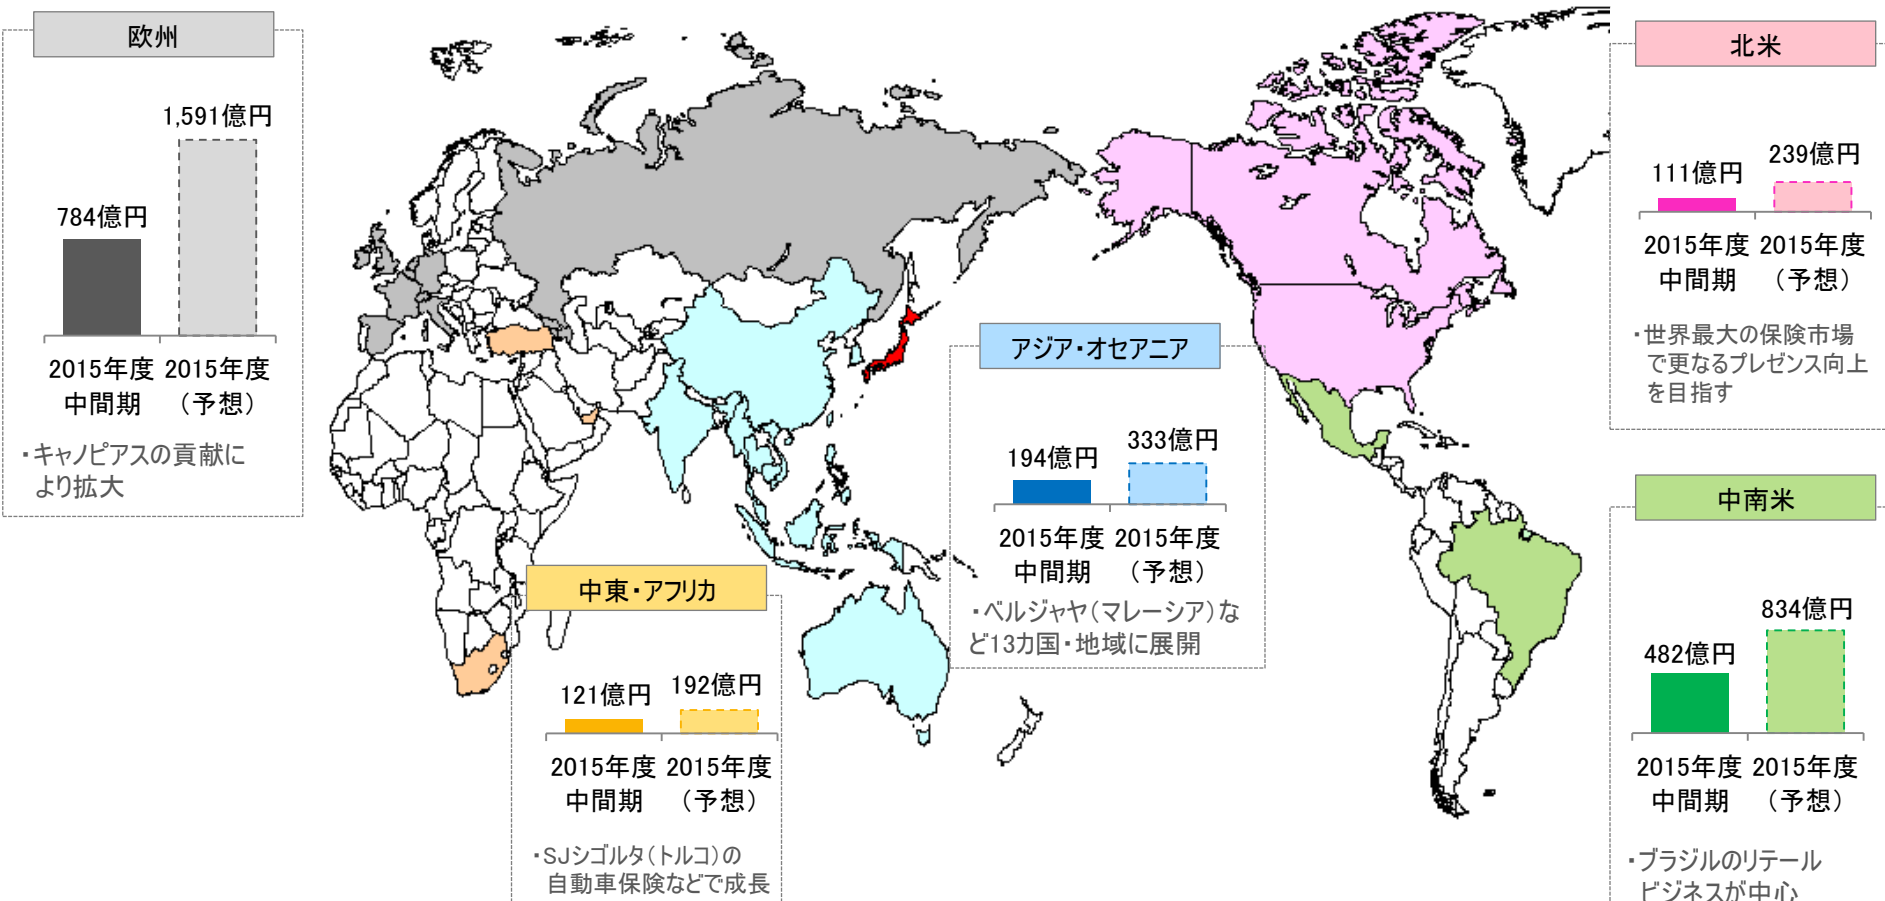 欧州
1,591億円
784億円
2015年度 2015年度
中間期 （予想）
・キャノピアスの貢献に
より拡大
中東・アフリカ
121億円 192億円
2015年度 2015年度
中間期 （予想）
・SJシゴルタ（トルコ）の
自動車保険などで成長
アジア・オセアニア
194億円 333億円
2015年度 2015年度
中間期 （予想）
・ベルジャヤ（マレーシア）な
ど13カ国・地域に展開
北米
111億円 239億円
2015年度 2015年度
中間期 （予想）
・世界最大の保険市場
で更なるプレゼンス向上
を目指す
中南米
834億円
482億円
2015年度 2015年度
中間期 （予想）
・ブラジルのリテール
ビジネスが中心